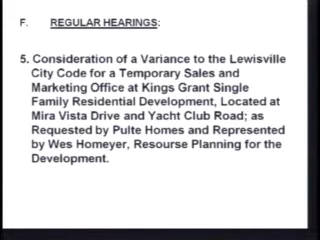 F. REGULAR HEARINGS:
5. Consideration of a Variance to the Lewisville
City Code for a Temporary Sales and
Marketing Office at Kings Grant Single
Family Residential Development, Located at
Mira Vista Drive and Yacht Club Road; as
Requested by Pulte Homes and Represented
by Wes Homeyer, Resourse Planning for the
Development.